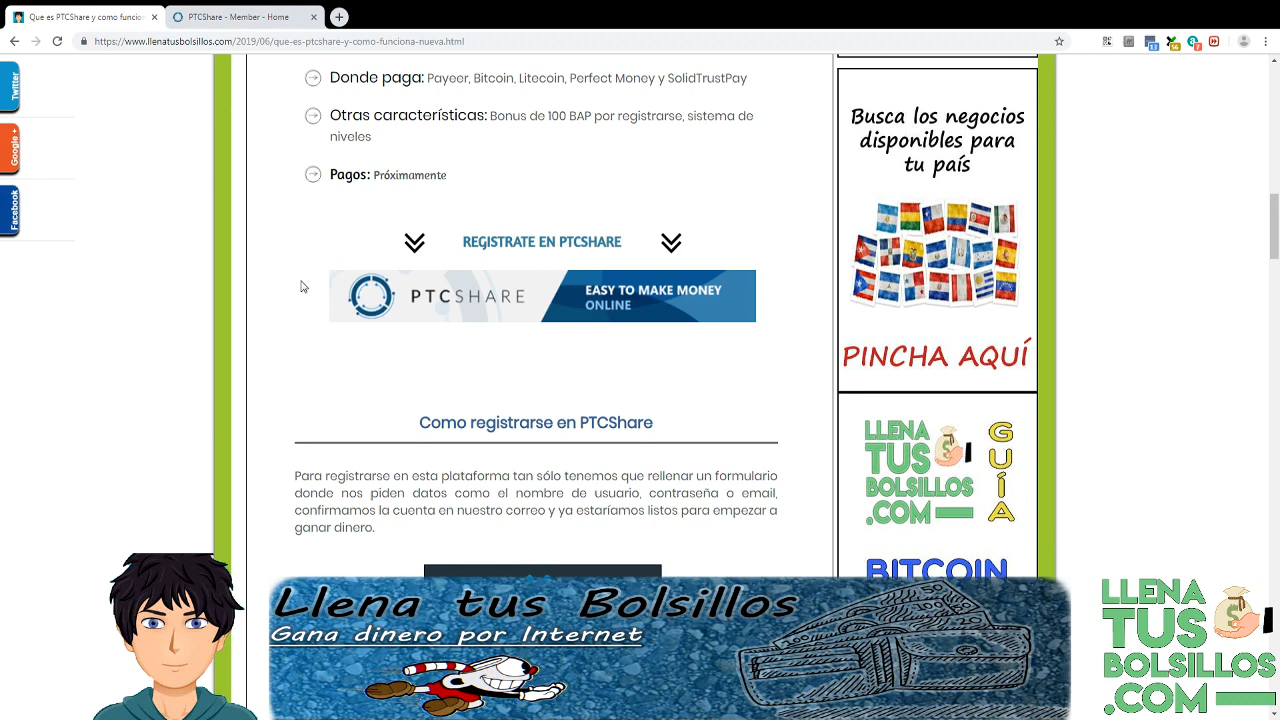 Que es PTCShare y como funcio
PTCShare - Member - Home
https://www.llenatusbolsillos.com/2019/06/que-es-ptcshare-y-como-funciona-nueva.html
13
7
Twitter
Google +
Facebook
Donde paga: Payeer, Bitcoin, Litecoin, Perfect Money y SolidTrustPay
Otras características: Bonus de 100 BAP por registrarse, sistema de
niveles
Pagos: Próximamente
REGISTRATE EN PTCSHARE
PTCSHARE
EASY TO MAKE MONEY
ONLINE
Como registrarse en PTCShare
Para registrarse en esta plataforma tan sólo tenemos que rellenar un formulario
donde nos piden datos como el nombre de usuario, contraseña o email,
confirmamos la cuenta en nuestro correo y ya estaríamos listos para empezar a
ganar dinero.
Busca los negocios
disponibles para
tu país
PINCHA AQUÍ
LLENA
TUS
BOLSILLOS
.COM
GUÍA
BITCOIN
Llena tus Bolsillos
Gana dinero por Internet
LLENA
TUS
BOLSILLOS
COM